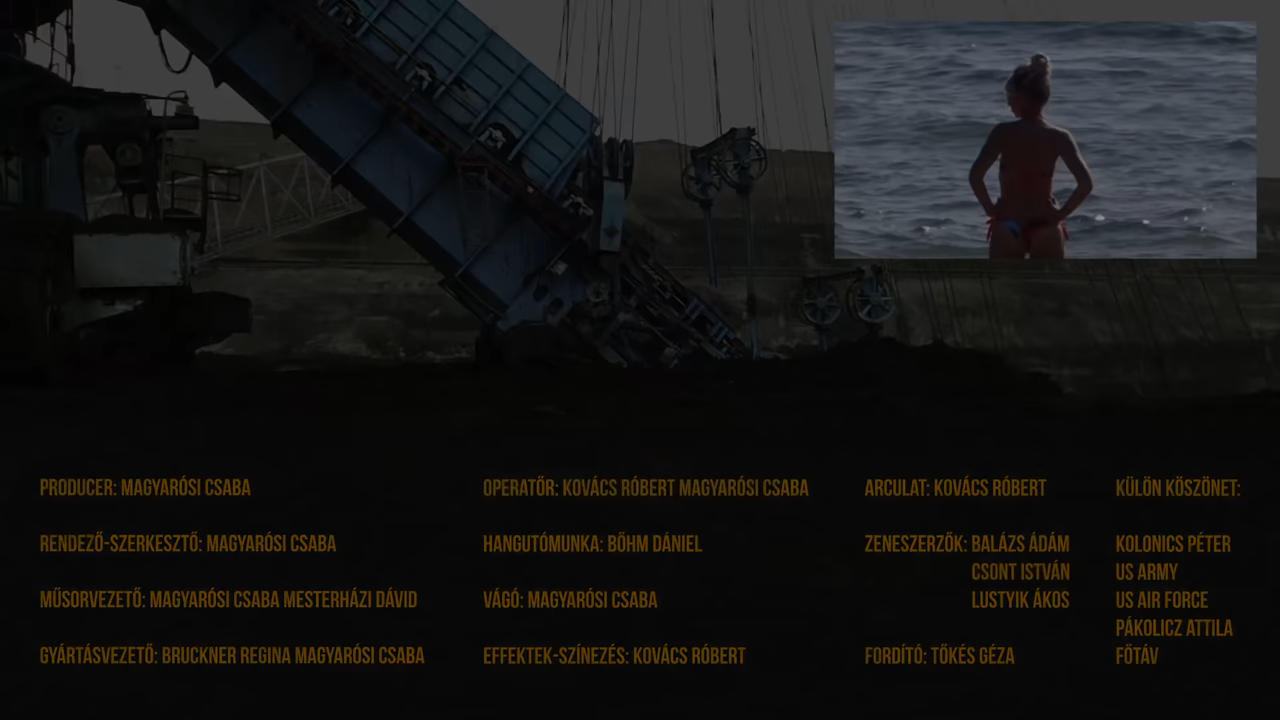 PRODUCER: MAGYARÓSI CSABA
RENDEZŐ-SZERKESZTŐ: MAGYARÓSI CSABA
MŰSORVEZETŐ: MAGYARÓSI CSABA MESTERHÁZI DÁVID
GYÁRTÁSVEZETŐ: BRUCKNER REGINA MAGYARÓSI CSABA
OPERATŐR: KOVÁCS RÓBERT MAGYARÓSI CSABA
HANGUTÓMUNKA: BŐHM DÁNIEL
VÁGÓ: MAGYARÓSI CSABA
EFFEKTEK-SZÍNEZÉS: KOVÁCS RÓBERT
ARCULAT: KOVÁCS RÓBERT
ZENESZERZŐK: BALÁZS ÁDÁM
CSONT ISTVÁN
LUSTYIK ÁKOS
FORDÍTÓ: TŐKÉS GÉZA
KÜLÖN KÖSZÖNET:
KOLONICS PÉTER
US ARMY
US AIR FORCE
PÁKOLICZ ATTILA
FŐTÁV